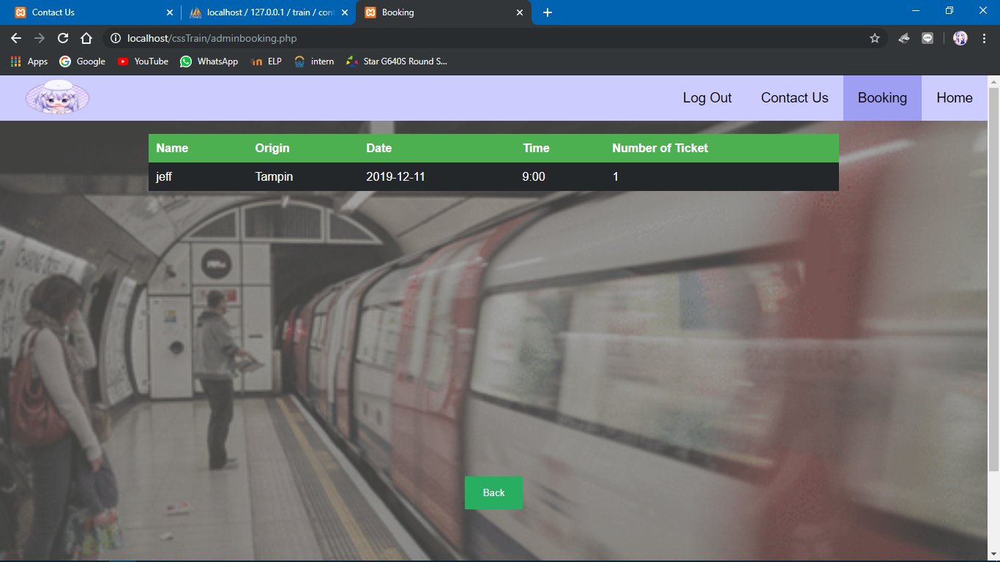 Contact Us
localhost / 127.0.0.1 / train / cont
Booking
localhost/cssTrain/adminbooking.php
Apps Google YouTube WhatsApp ELP intern Star G640S Round S...
Log Out Contact Us Booking Home
Name Origin Date Time Number of Ticket
jeff Tampin 2019-12-11 9:00 1
Back